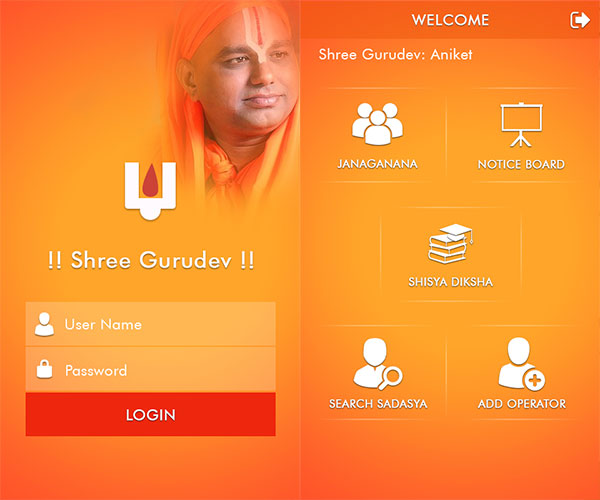 !! Shree Gurudev !!
User Name
Password
LOGIN
WELCOME
Shree Gurudev: Aniket
JANAGANANA
NOTICE BOARD
SHISYA DIKSHA
SEARCH SADASYA
ADD OPERATOR